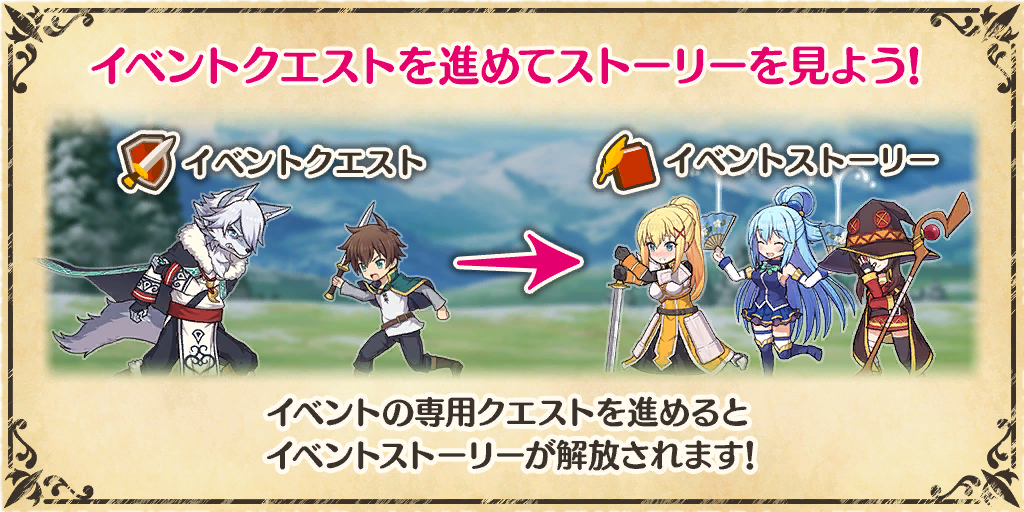 イベントクエストを進めてストーリーを見よう!
イベントクエスト
イベントストーリー
イベントの専用クエストを進めると
イベントストーリーが解放されます!